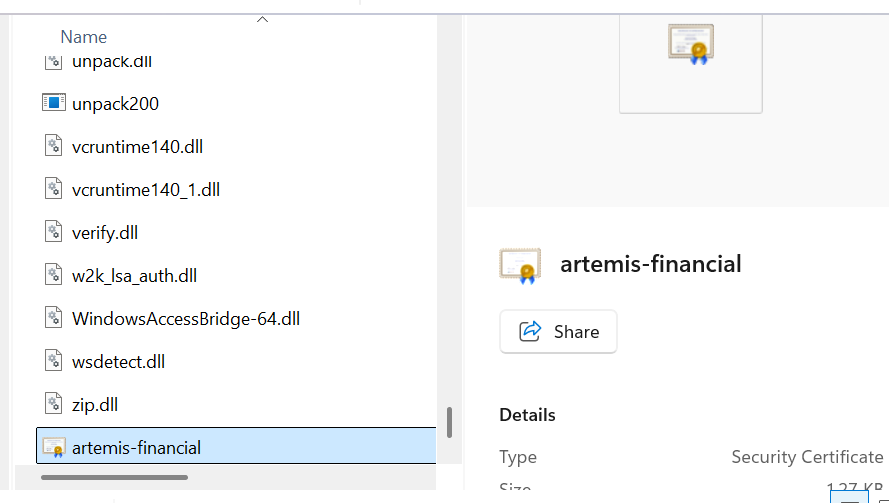 Name
unpack.dll
unpack200
vcruntime140.dll
vcruntime140_1.dll
verify.dll
w2k_lsa_auth.dll
WindowsAccessBridge-64.dll
wsdetect.dll
zip.dll
artemis-financial
artemis-financial
Share
Details
Type Security Certificate
Size 1.27 KB